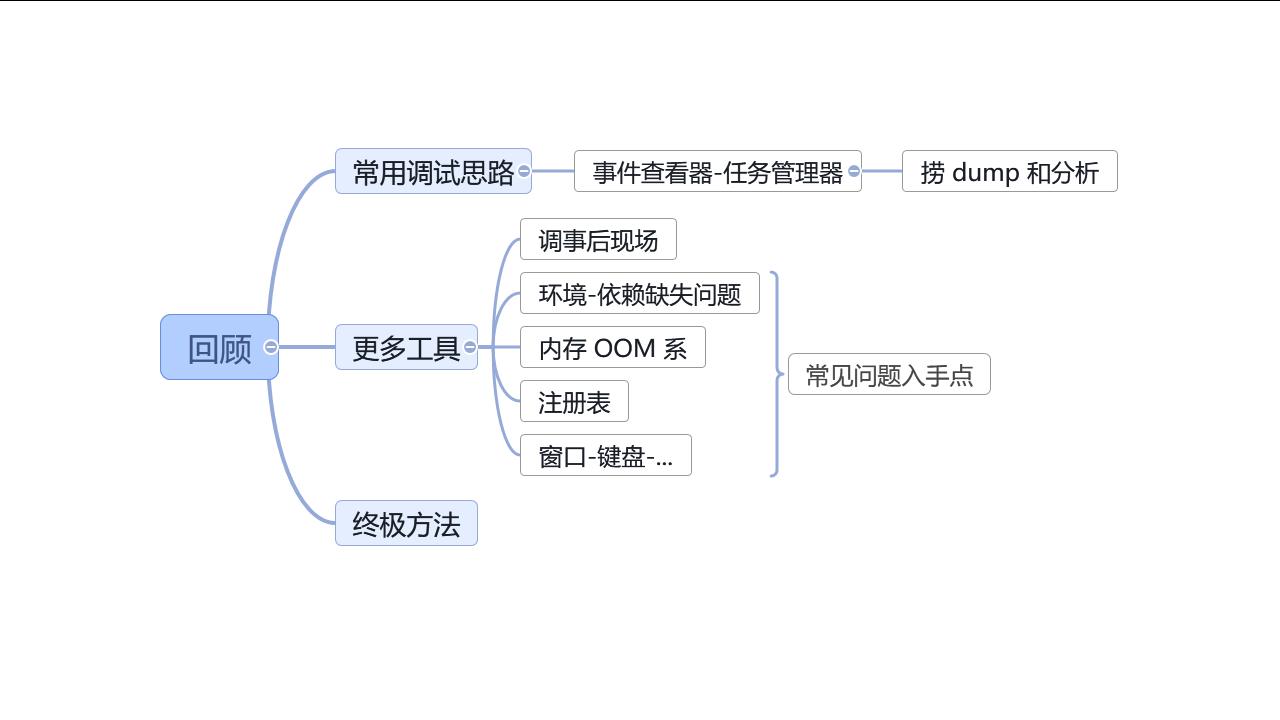 回顾
常用调试思路
事件查看器-任务管理器
捞 dump 和分析
更多工具
调事后现场
环境-依赖缺失问题
内存 OOM 系
注册表
窗口-键盘-...
常见问题入手点
终极方法